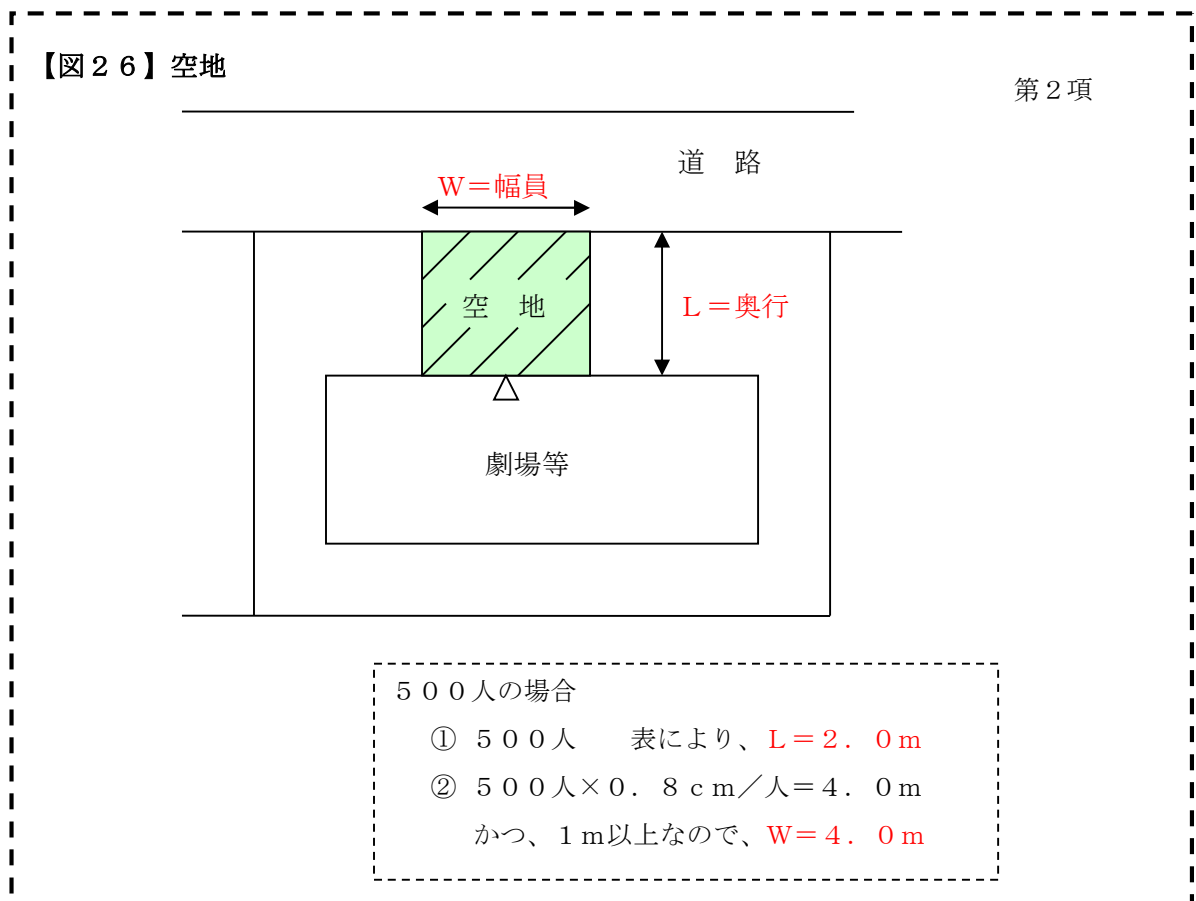 【図２６】空地
第２項
道　路
Ｗ＝幅員
空　地
Ｌ＝奥行
劇場等
５００人の場合
①　５００人　　表により、Ｌ＝２．０ｍ
②　５００人×０．８ｃｍ／人＝４．０ｍ
かつ、１ｍ以上なので、Ｗ＝４．０ｍ